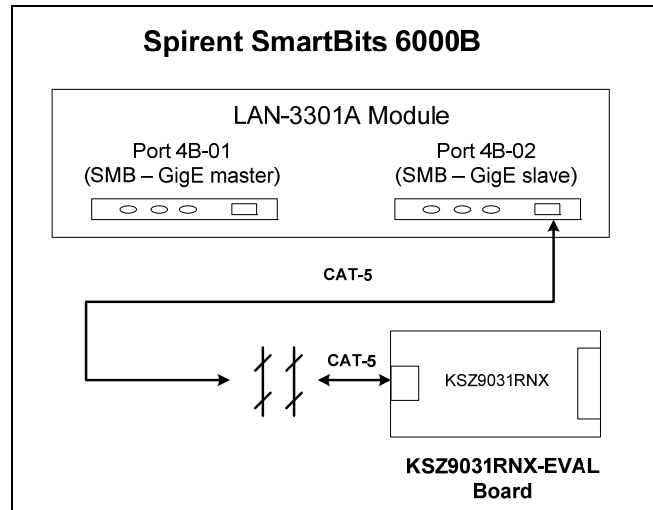 Spirent SmartBits 6000B
LAN-3301A Module
Port 4B-01
(SMB – GigE master)
Port 4B-02
(SMB – GigE slave)
CAT-5
CAT-5
KSZ9031RNX
KSZ9031RNX-EVAL
Board